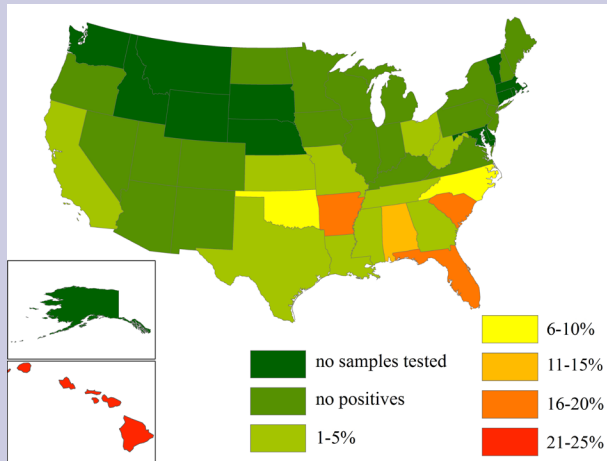 no samples tested
no positives
1-5%
6-10%
11-15%
16-20%
21-25%